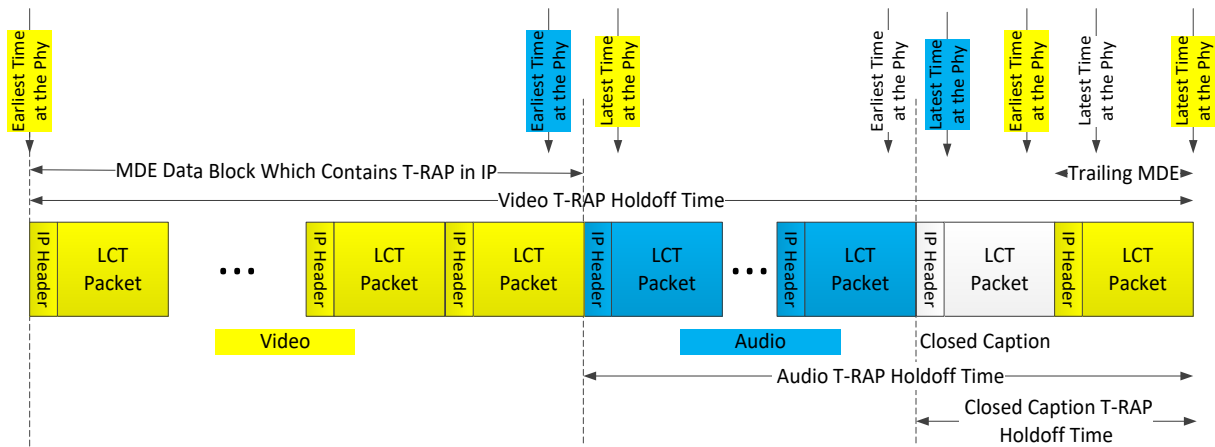 Earliest Time
at the Phy
Earliest Time
at the Phy
Latest Time
at the Phy
Earliest Time
at the Phy
Latest Time
at the Phy
Earliest Time
at the Phy
Latest Time
at the Phy
Latest Time
at the Phy
MDE Data Block Which Contains T-RAP in IP
Trailing MDE
Video T-RAP Holdoff Time
IP Header
LCT
Packet
...
IP Header
LCT
Packet
IP Header
LCT
Packet
IP Header
LCT
Packet
...
IP Header
LCT
Packet
IP Header
LCT
Packet
IP Header
LCT
Packet
Video
Audio
Closed Caption
Audio T-RAP Holdoff Time
Closed Caption T-RAP
Holdoff Time